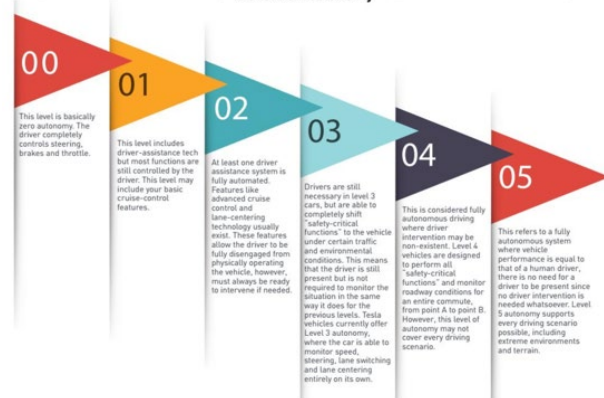 00
This level is basically
zero autonomy. The
driver completely
controls steering,
brakes and throttle.
01
This level includes
driver-assistance tech
but most functions are
still controlled by the
driver. This level may
include your basic
cruise-control
features.
02
At least one driver
assistance system is
fully automated.
Features like
advanced cruise
control and
lane-centering
technology usually
exist. These features
allow the driver to be
fully disengaged from
physically operating
the vehicle, however,
must always be ready
to intervene if needed.
03
Drivers are still
necessary in level 3
cars, but are able to
completely shift
"safety-critical
functions" to the vehicle
under certain traffic
and environmental
conditions. This means
that the driver is still
present but is not
required to monitor the
situation in the same
way it does for the
previous levels. Tesla
vehicles currently offer
Level 3 autonomy,
where the car is able to
monitor speed,
steering, lane switching
and lane centering
entirely on its own.
04
This is considered fully
autonomous driving
where driver
intervention may be
non-existent. Level 4
vehicles are designed
to perform all
"safety-critical
functions" and monitor
roadway conditions for
an entire commute,
from point A to point B.
However, this level of
autonomy may not
cover every driving
scenario.
05
This refers to a fully
autonomous system
where vehicle
performance is equal to
that of a human driver,
there is no need for a
driver to be present since
no driver intervention is
needed whatsoever. Level
5 autonomy supports
every driving scenario
possible, including
extreme environments
and terrain.